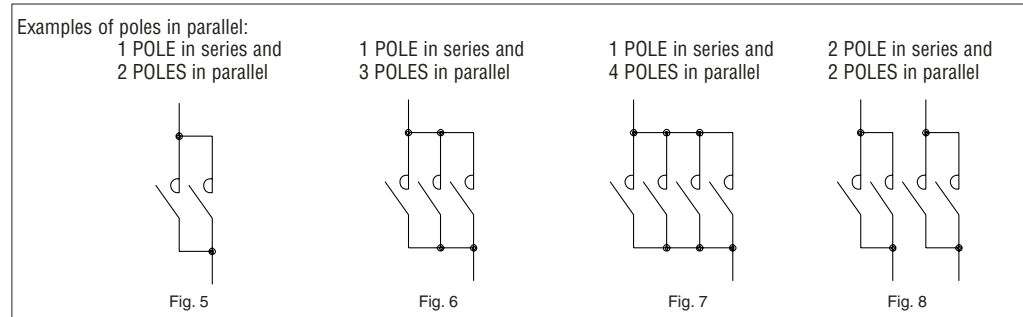 Examples of poles in parallel:
1 POLE in series and
2 POLES in parallel
1 POLE in series and
3 POLES in parallel
1 POLE in series and
4 POLES in parallel
2 POLE in series and
2 POLES in parallel
Fig. 5
Fig. 6
Fig. 7
Fig. 8